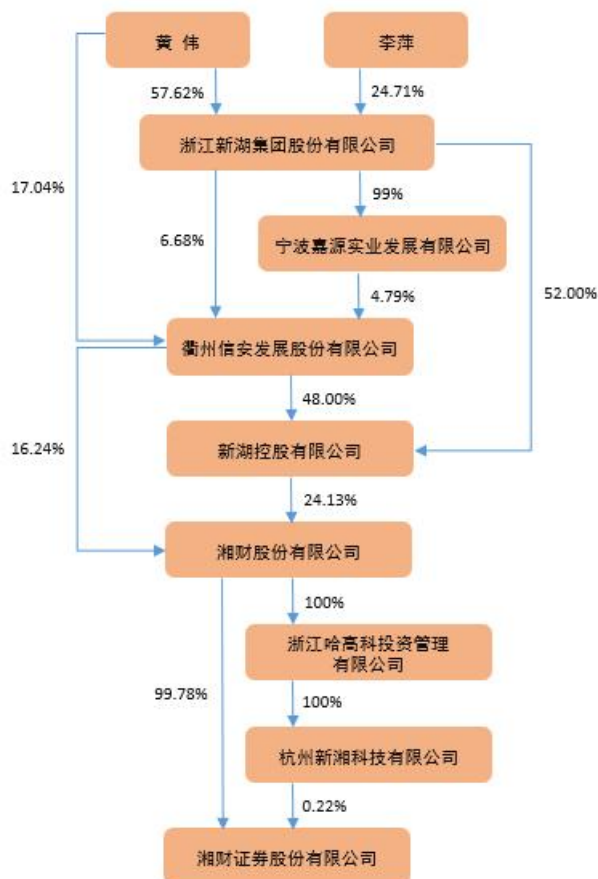 黄 伟
李萍
57.62%
24.71%
浙江新湖集团股份有限公司
17.04%
99%
6.68%
宁波嘉源实业发展有限公司
4.79%
52.00%
衢州信安发展股份有限公司
48.00%
16.24%
新湖控股有限公司
24.13%
湘财股份有限公司
100%
浙江哈高科投资管理
有限公司
99.78%
100%
杭州新湘科技有限公司
0.22%
湘财证券股份有限公司